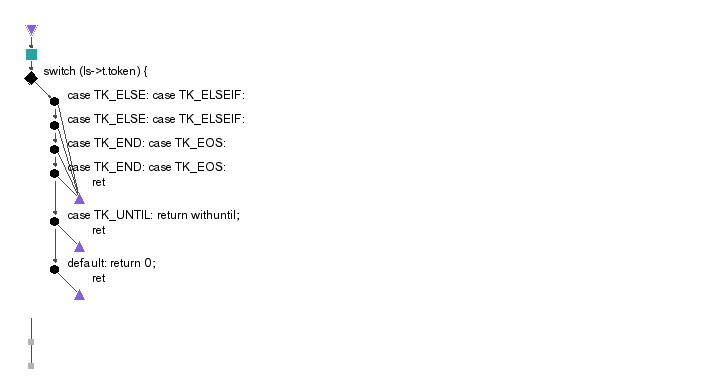 switch (ls->t.token) {
case TK_ELSE: case TK_ELSEIF:
case TK_ELSE: case TK_ELSEIF:
case TK_END: case TK_EOS:
case TK_END: case TK_EOS:
ret
case TK_UNTIL: return withuntil;
ret
default: return 0;
ret